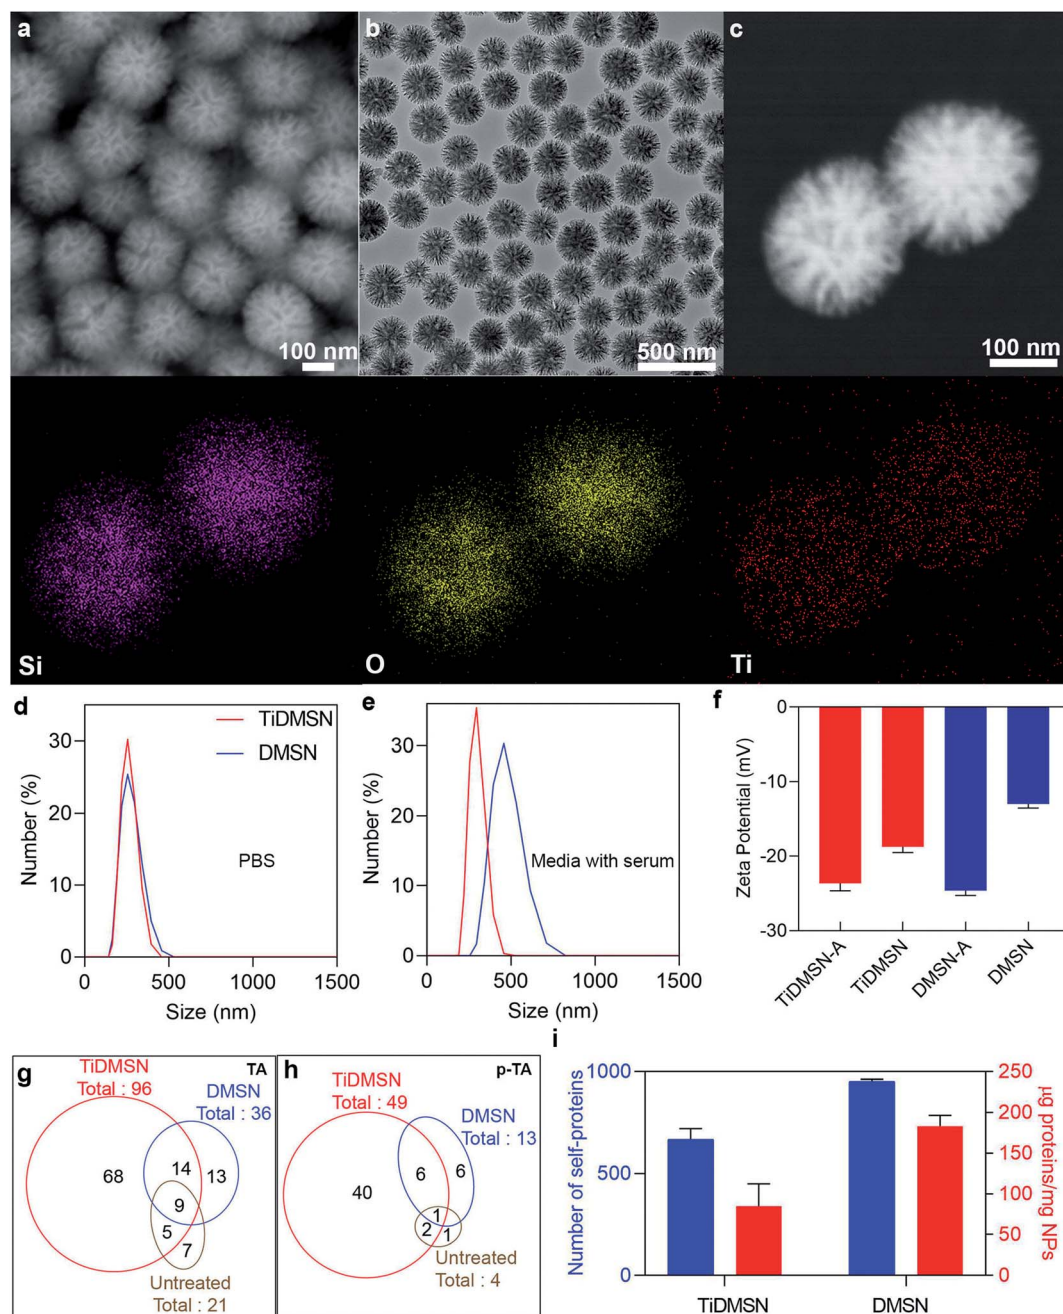 a
b
c
100 nm
500 nm
100 nm
Si
O
Ti
d
TiDMSN
DMSN
30
20
10
0
Number (%)
PBS
0
500
1000
1500
Size (nm)
e
30
20
10
0
Number (%)
Media with serum
0
500
1000
1500
Size (nm)
f
0
-10
-20
-30
Zeta Potential (mV)
TiDMSN-A
TiDMSN
DMSN-A
DMSN
g
TA
TiDMSN
Total : 96
DMSN
Total : 36
68
14
13
9
5
7
Untreated
Total : 21
h
p-TA
TiDMSN
Total : 49
DMSN
Total : 13
40
6
6
1
2
1
Untreated
Total : 4
i
1000
500
0
Number of self-proteins
250
200
150
100
50
0
µg proteins/mg NPs
TiDMSN
DMSN